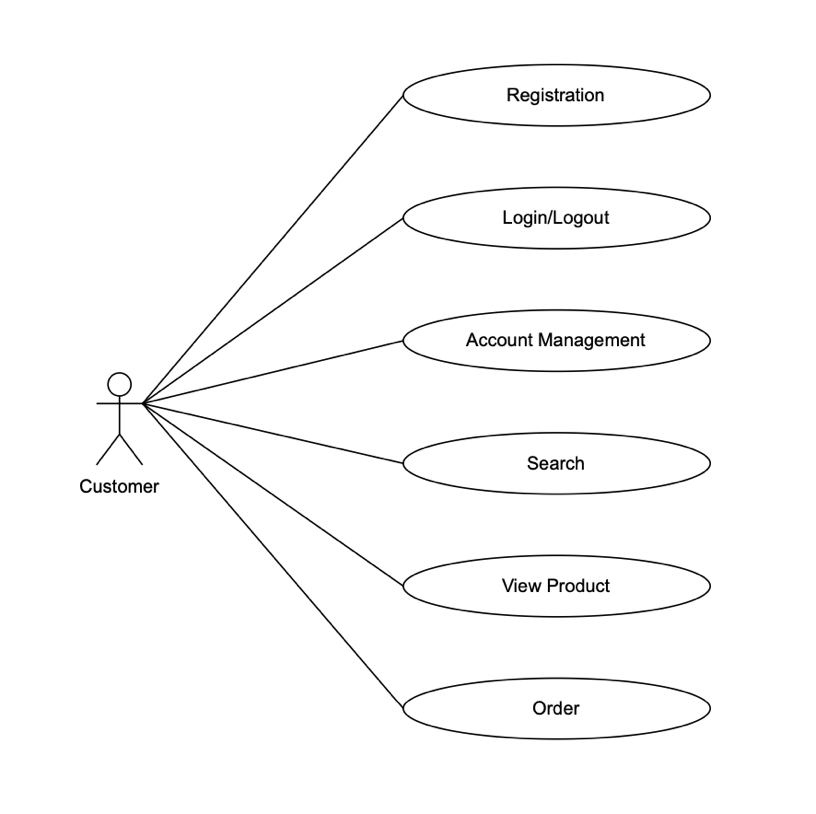 Registration
Login/Logout
Account Management
Search
Customer
View Product
Order